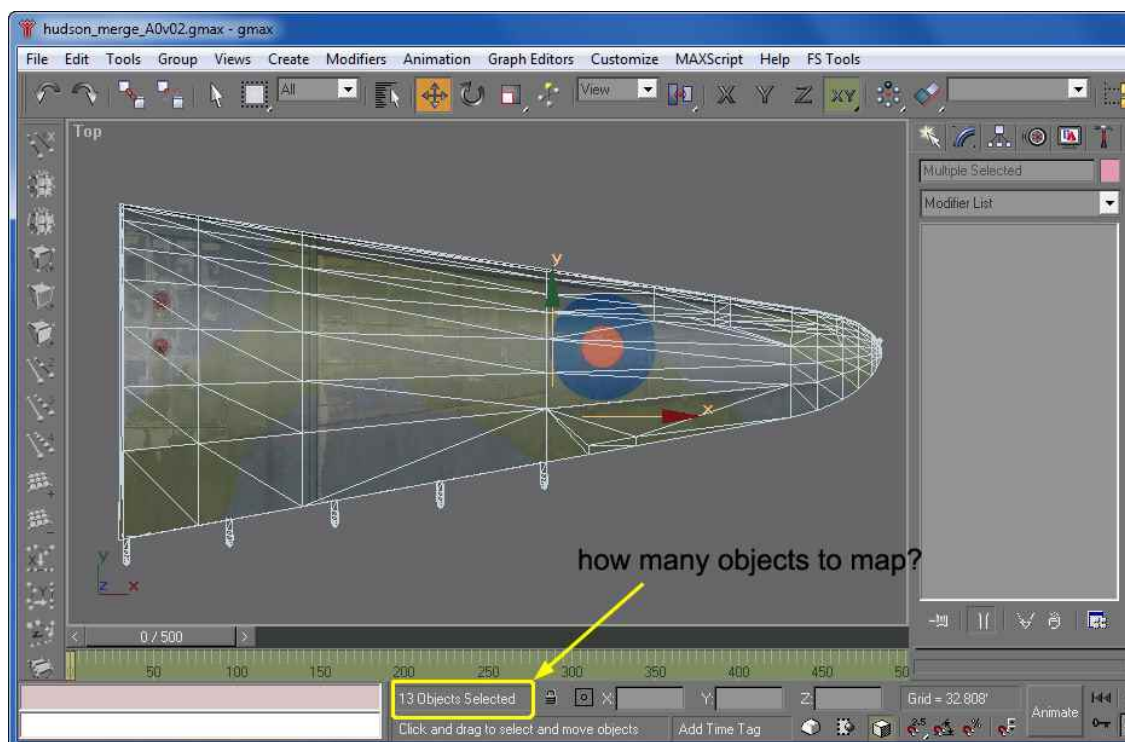 hudson_merge_A0v02.gmax - gmax
File Edit Tools Group Views Create Modifiers Animation Graph Editors Customize MAXScript Help FS Tools
All View X Y Z XY
Top
Multiple Selected
Modifier List
y
x
y
z x
how many objects to map?
< 0 / 500 >
50 100 150 200 250 300 350 400 450 50
13 Objects Selected X: Y: Z: Grid = 32.808'
Animate
Click and drag to select and move objects Add Time Tag